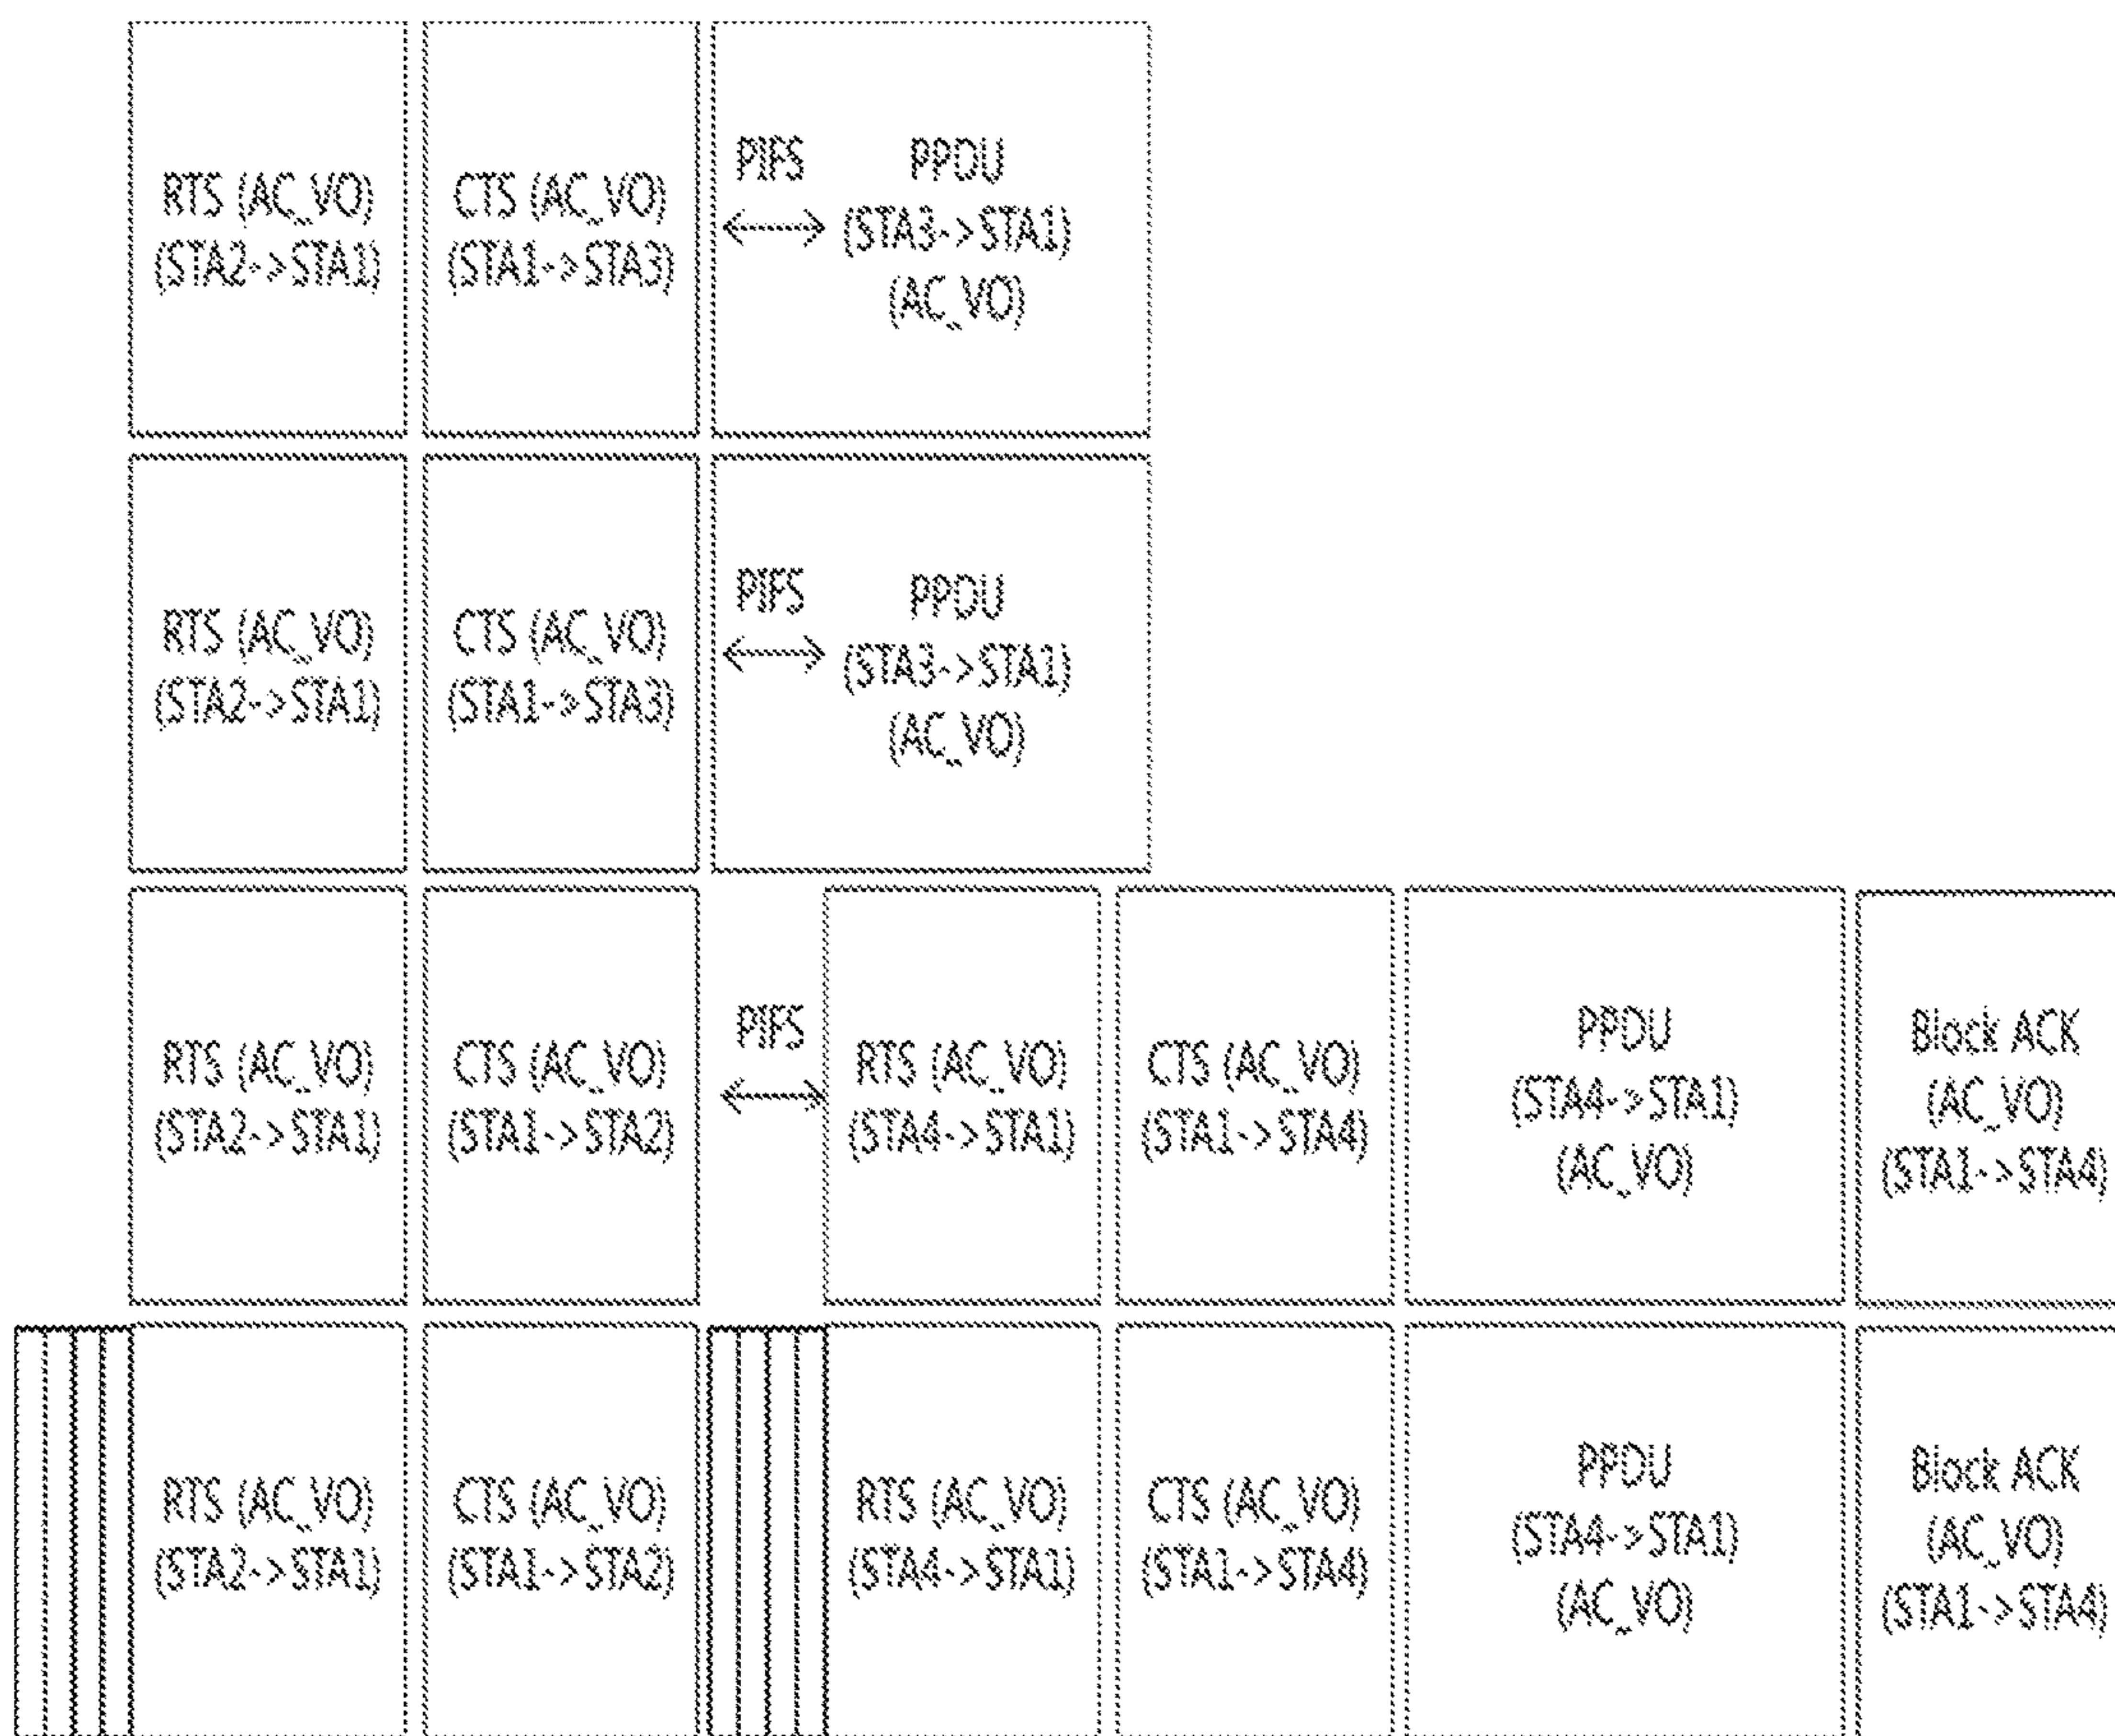 RTS (AC_VO)
(STA2->STA1)
CTS (AC_VO)
(STA1->STA3)
PIFS
PPDU
(STA3->STA1)
(AC_VO)
RTS (AC_VO)
(STA2->STA1)
CTS (AC_VO)
(STA1->STA3)
PIFS
PPDU
(STA3->STA1)
(AC_VO)
RTS (AC_VO)
(STA2->STA1)
CTS (AC_VO)
(STA1->STA2)
PIFS
RTS (AC_VO)
(STA4->STA1)
CTS (AC_VO)
(STA1->STA4)
PPDU
(STA4->STA1)
(AC_VO)
Block ACK
(AC_VO)
(STA1->STA4)
RTS (AC_VO)
(STA2->STA1)
CTS (AC_VO)
(STA1->STA2)
RTS (AC_VO)
(STA4->STA1)
CTS (AC_VO)
(STA1->STA4)
PPDU
(STA4->STA1)
(AC_VO)
Block ACK
(AC_VO)
(STA1->STA4)